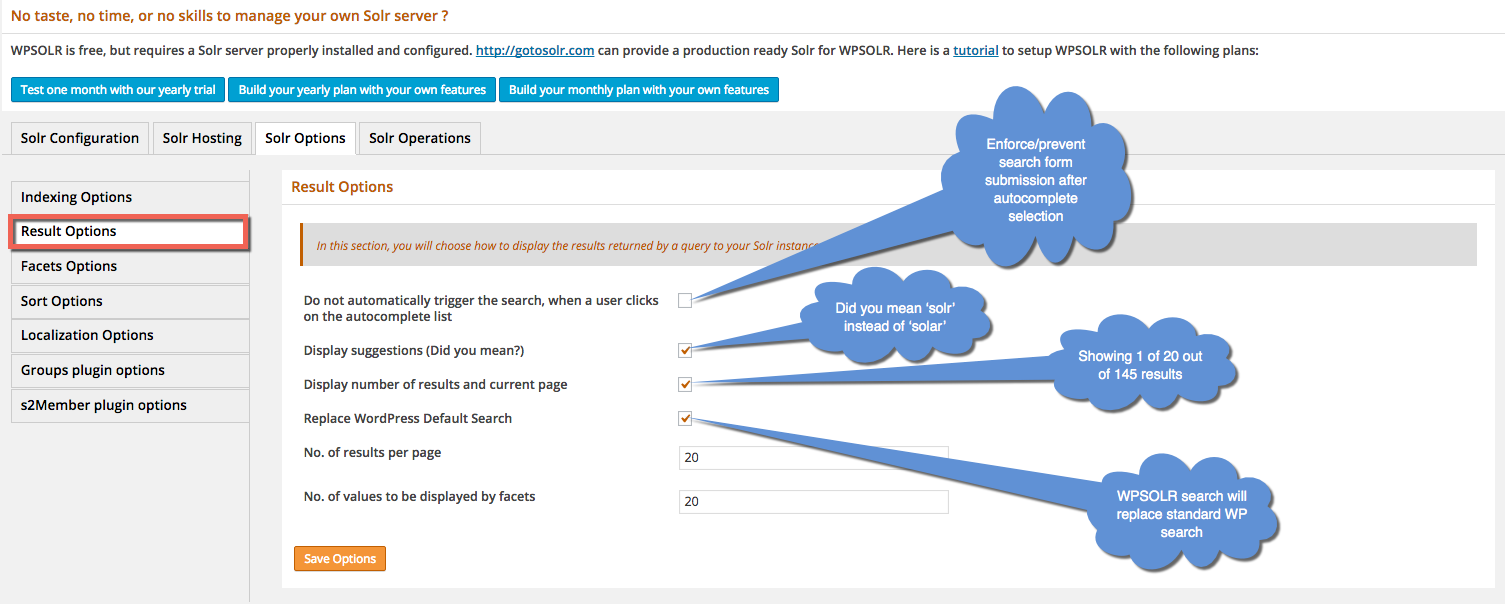 No taste, no time, or no skills to manage your own Solr server ?
WPSOLR is free, but requires a Solr server properly installed and configured. http://gotosolr.com can provide a production ready Solr for WPSOLR. Here is a tutorial to setup WPSOLR with the following plans:
Test one month with our yearly trial
Build your yearly plan with your own features
Build your monthly plan with your own features
Solr Configuration
Solr Hosting
Solr Options
Solr Operations
Indexing Options
Result Options
Facets Options
Sort Options
Localization Options
Groups plugin options
s2Member plugin options
Result Options
In this section, you will choose how to display the results returned by a query to your Solr instance
Do not automatically trigger the search, when a user clicks
on the autocomplete list
Display suggestions (Did you mean?)
Display number of results and current page
Replace WordPress Default Search
No. of results per page
20
No. of values to be displayed by facets
20
Save Options
Enforce/prevent
search form
submission after
autocomplete
selection
Did you mean ‘solr’
instead of ‘solar’
Showing 1 of 20 out
of 145 results
WPSOLR search will
replace standard WP
search